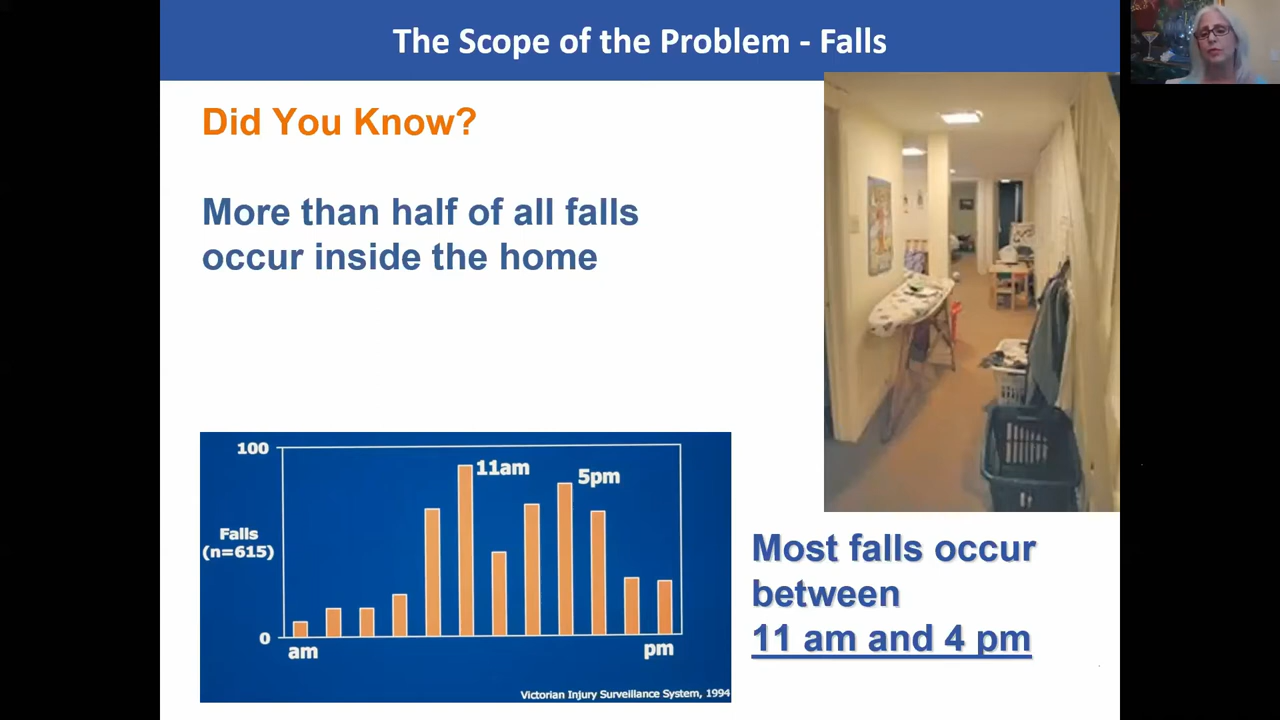 The Scope of the Problem - Falls
Did You Know?
More than half of all falls
occur inside the home
100
11am
5pm
Falls
(n=615)
0
am
pm
Victorian Injury Surveillance System, 1994
Most falls occur
between
11 am and 4 pm